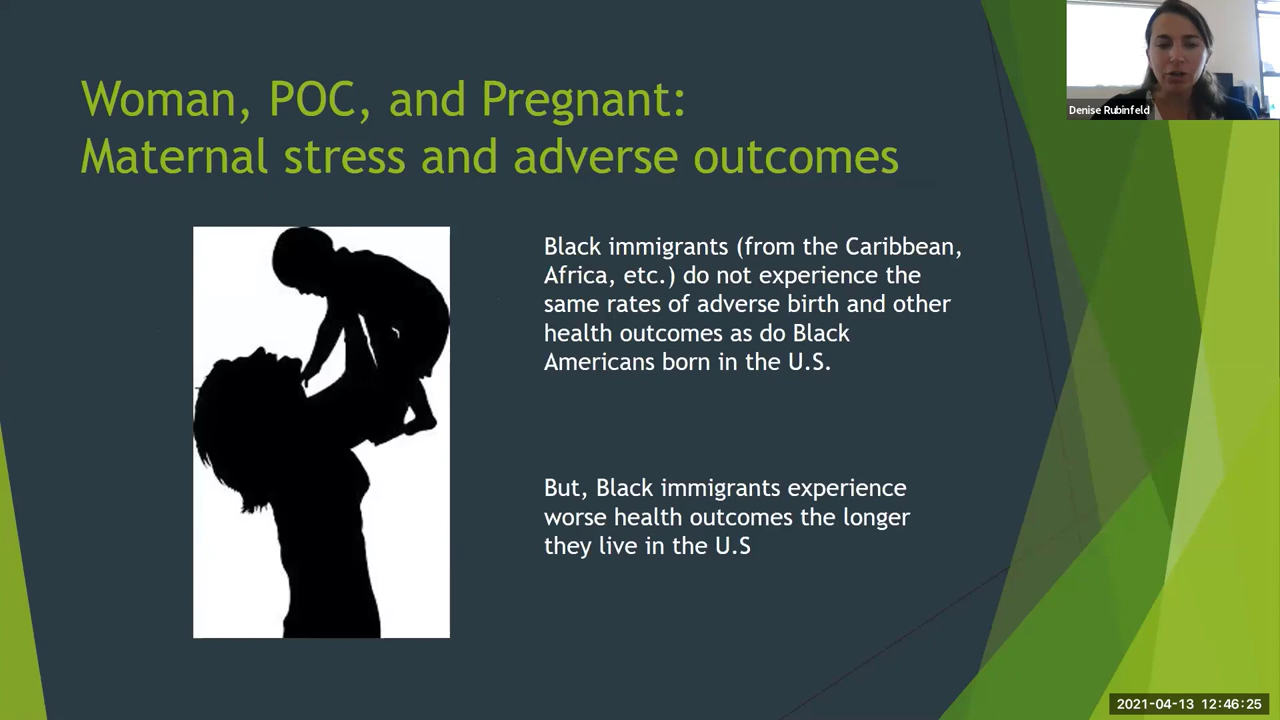 Woman, POC, and Pregnant:
Maternal stress and adverse outcomes
Denise Rubinfeld
Black immigrants (from the Caribbean,
Africa, etc.) do not experience the
same rates of adverse birth and other
health outcomes as do Black
Americans born in the U.S.
But, Black immigrants experience
worse health outcomes the longer
they live in the U.S
2021-04-13 12:46:25